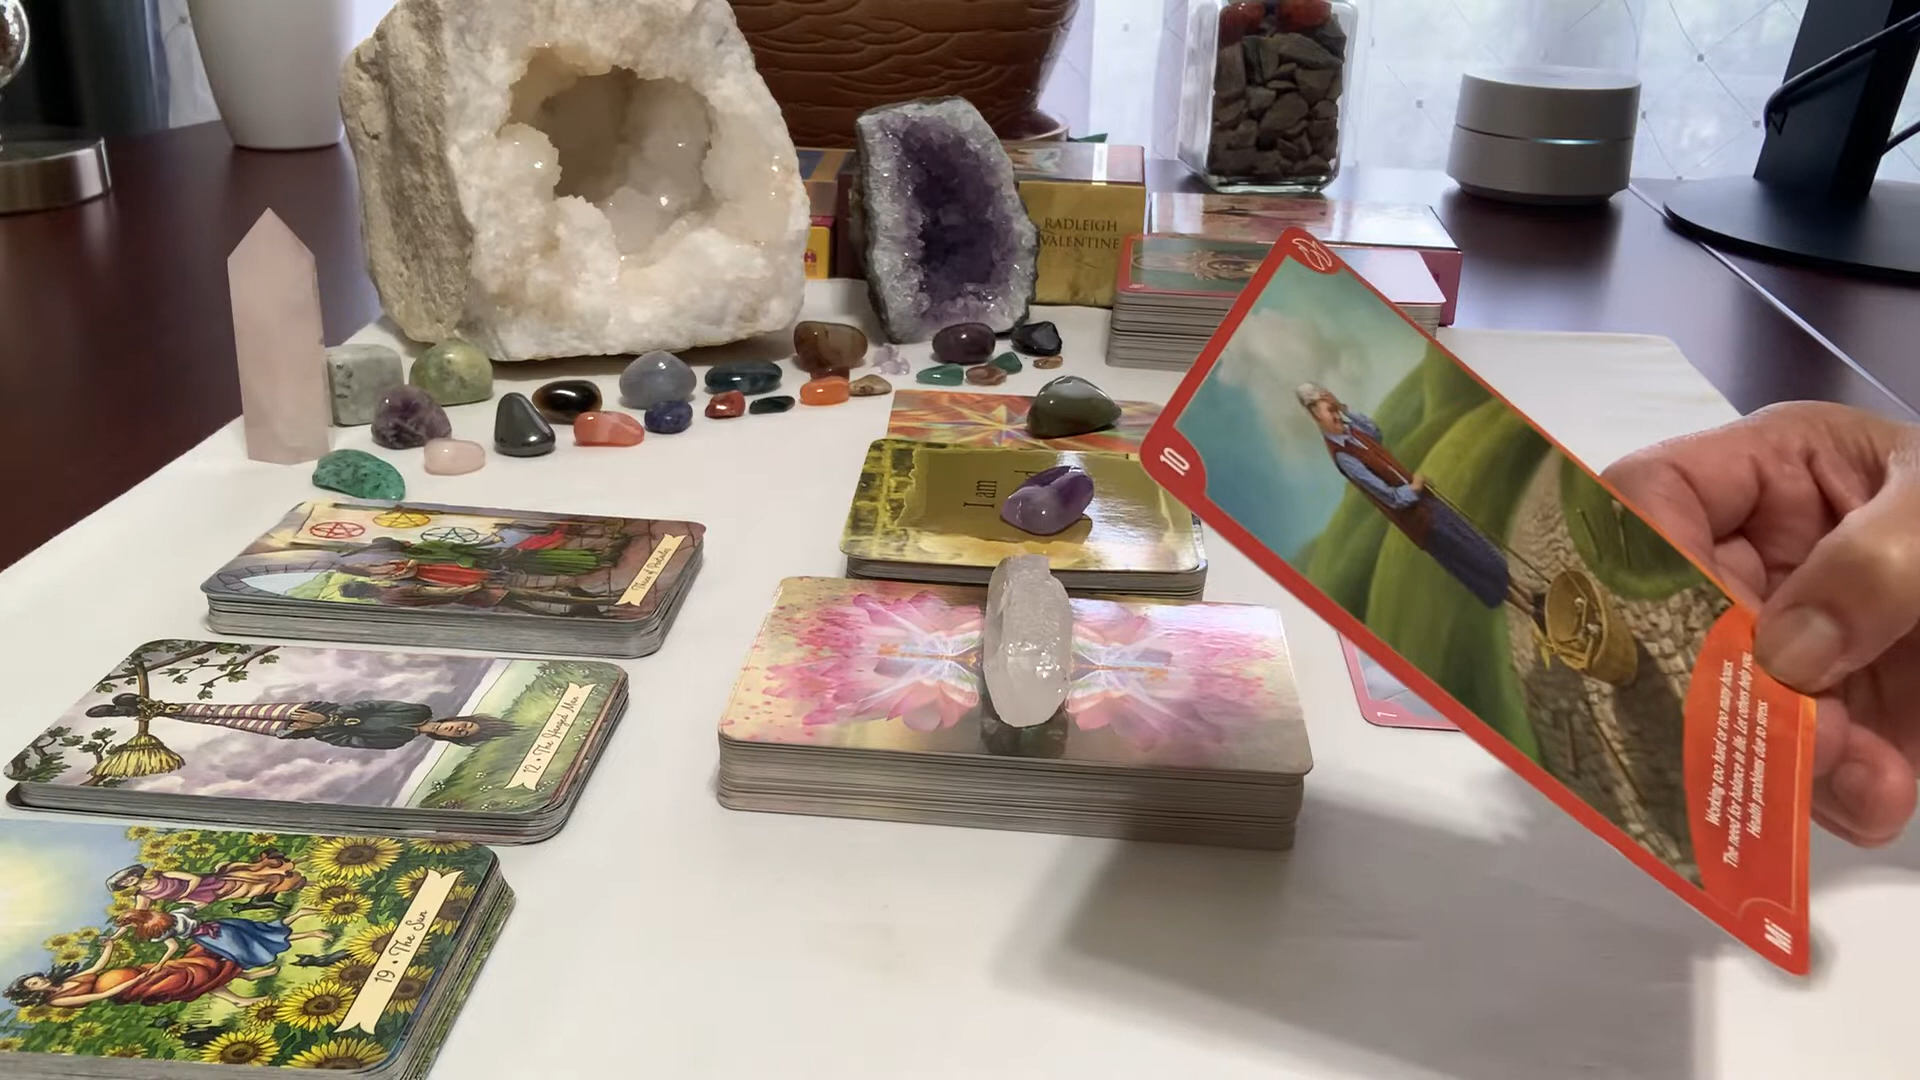 RADLEIGH
VALENTINE
10
I am
Three of Pentacles
12 • The Hanged Man
19 • The Sun
7
Working too hard or too many hours.
The need for balance in life. Let others help you.
Health problems due to stress